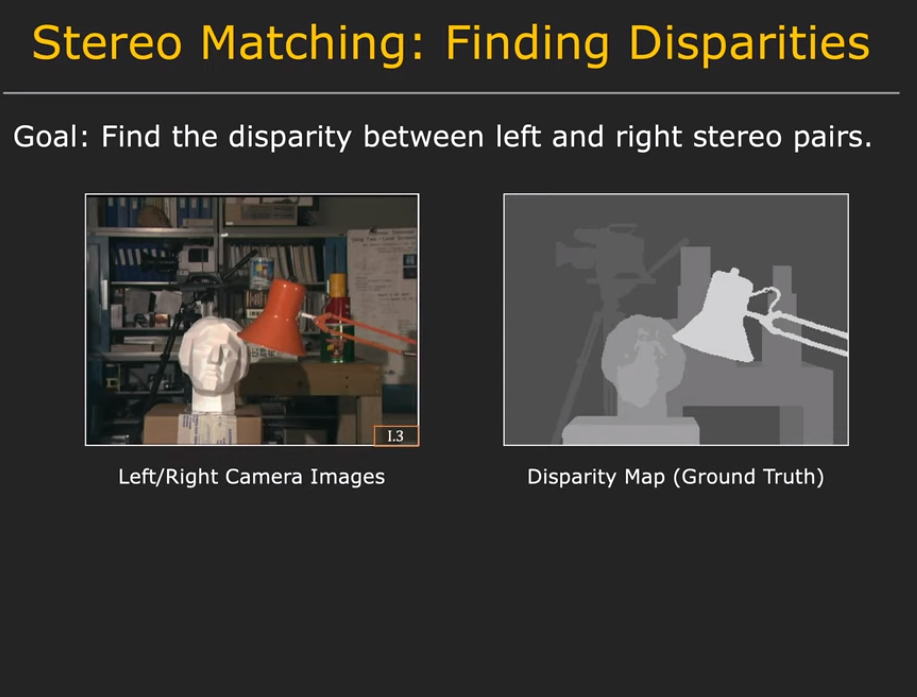 Stereo Matching: Finding Disparities
Goal: Find the disparity between left and right stereo pairs.
I.3
Left/Right Camera Images
Disparity Map (Ground Truth)